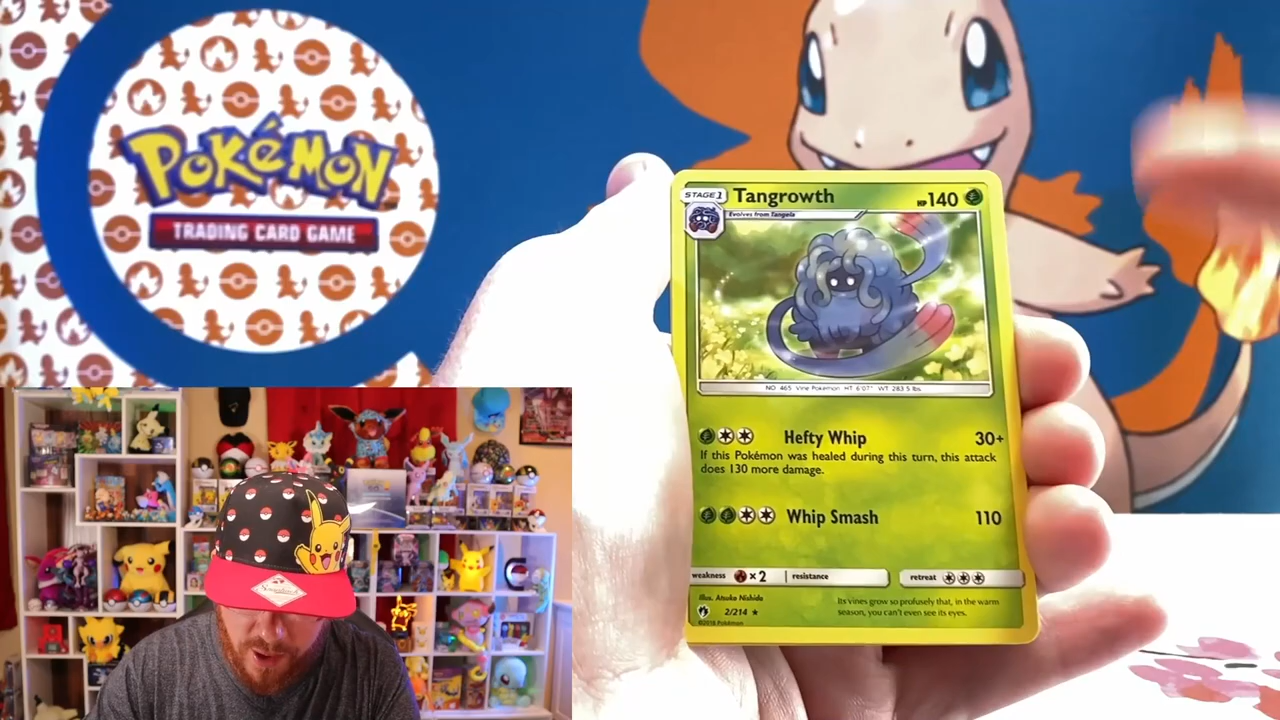 POKéMON
TRADING CARD GAME
STAGE 1 Tangrowth HP 140
Evolves from Tangela
NO. 465 Vine Pokémon HT 6'07" WT 283.5 lbs.
Hefty Whip 30+
If this Pokémon was healed during this turn, this attack
does 130 more damage.
Whip Smash 110
weakness ×2 resistance retreat
Illus. Atsuko Nishida
2/214 ★
©2018 Pokémon
Its vines grow so profusely that, in the warm
season, you can't even see its eyes.